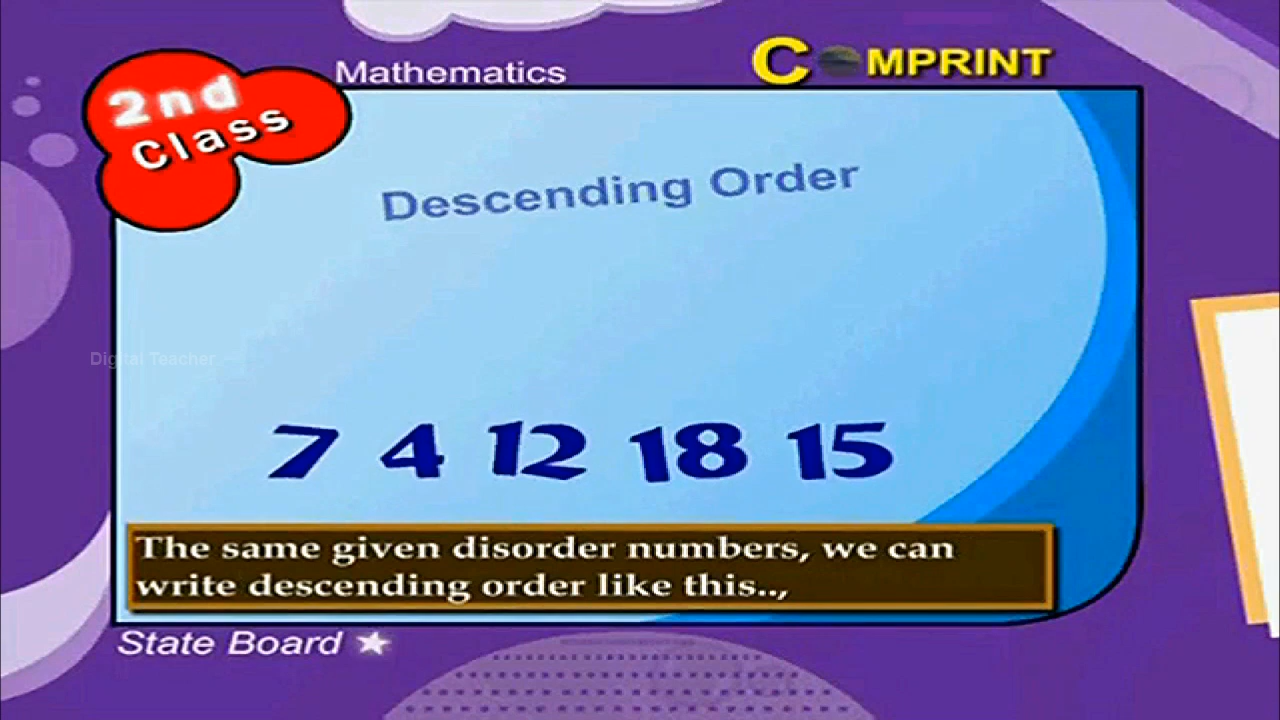 Mathematics
C MPRINT
2nd
Class
Descending Order
Digital Teacher
7 4 12 18 15
The same given disorder numbers, we can
write descending order like this..,
State Board